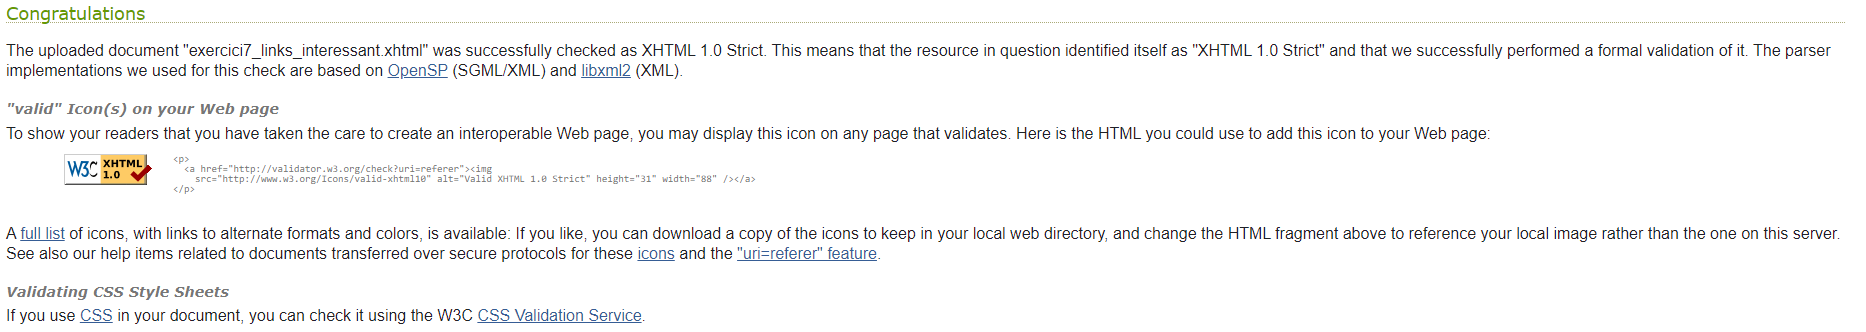 Congratulations
The uploaded document "exercici7_links_interessant.xhtml" was successfully checked as XHTML 1.0 Strict. This means that the resource in question identified itself as "XHTML 1.0 Strict" and that we successfully performed a formal validation of it. The parser
implementations we used for this check are based on OpenSP (SGML/XML) and libxml2 (XML).
"valid" Icon(s) on your Web page
To show your readers that you have taken the care to create an interoperable Web page, you may display this icon on any page that validates. Here is the HTML you could use to add this icon to your Web page:
W3C XHTML 1.0
<p>
<a href="http://validator.w3.org/check?uri=referer"><img
src="http://www.w3.org/Icons/valid-xhtml10" alt="Valid XHTML 1.0 Strict" height="31" width="88" /></a>
</p>
A full list of icons, with links to alternate formats and colors, is available: If you like, you can download a copy of the icons to keep in your local web directory, and change the HTML fragment above to reference your local image rather than the one on this server.
See also our help items related to documents transferred over secure protocols for these icons and the "uri=referer" feature.
Validating CSS Style Sheets
If you use CSS in your document, you can check it using the W3C CSS Validation Service.